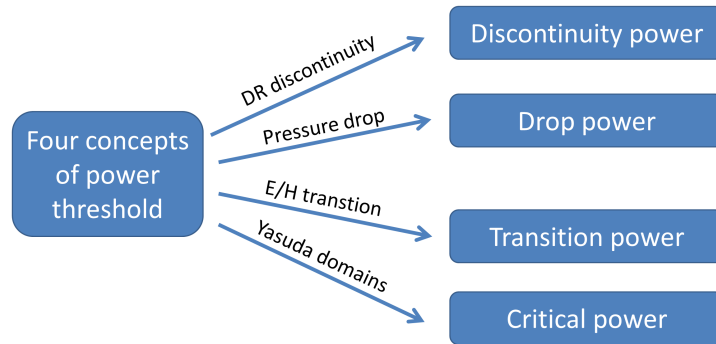 Four concepts
of power
threshold
DR discontinuity
Discontinuity power
Pressure drop
Drop power
E/H transtion
Transition power
Yasuda domains
Critical power